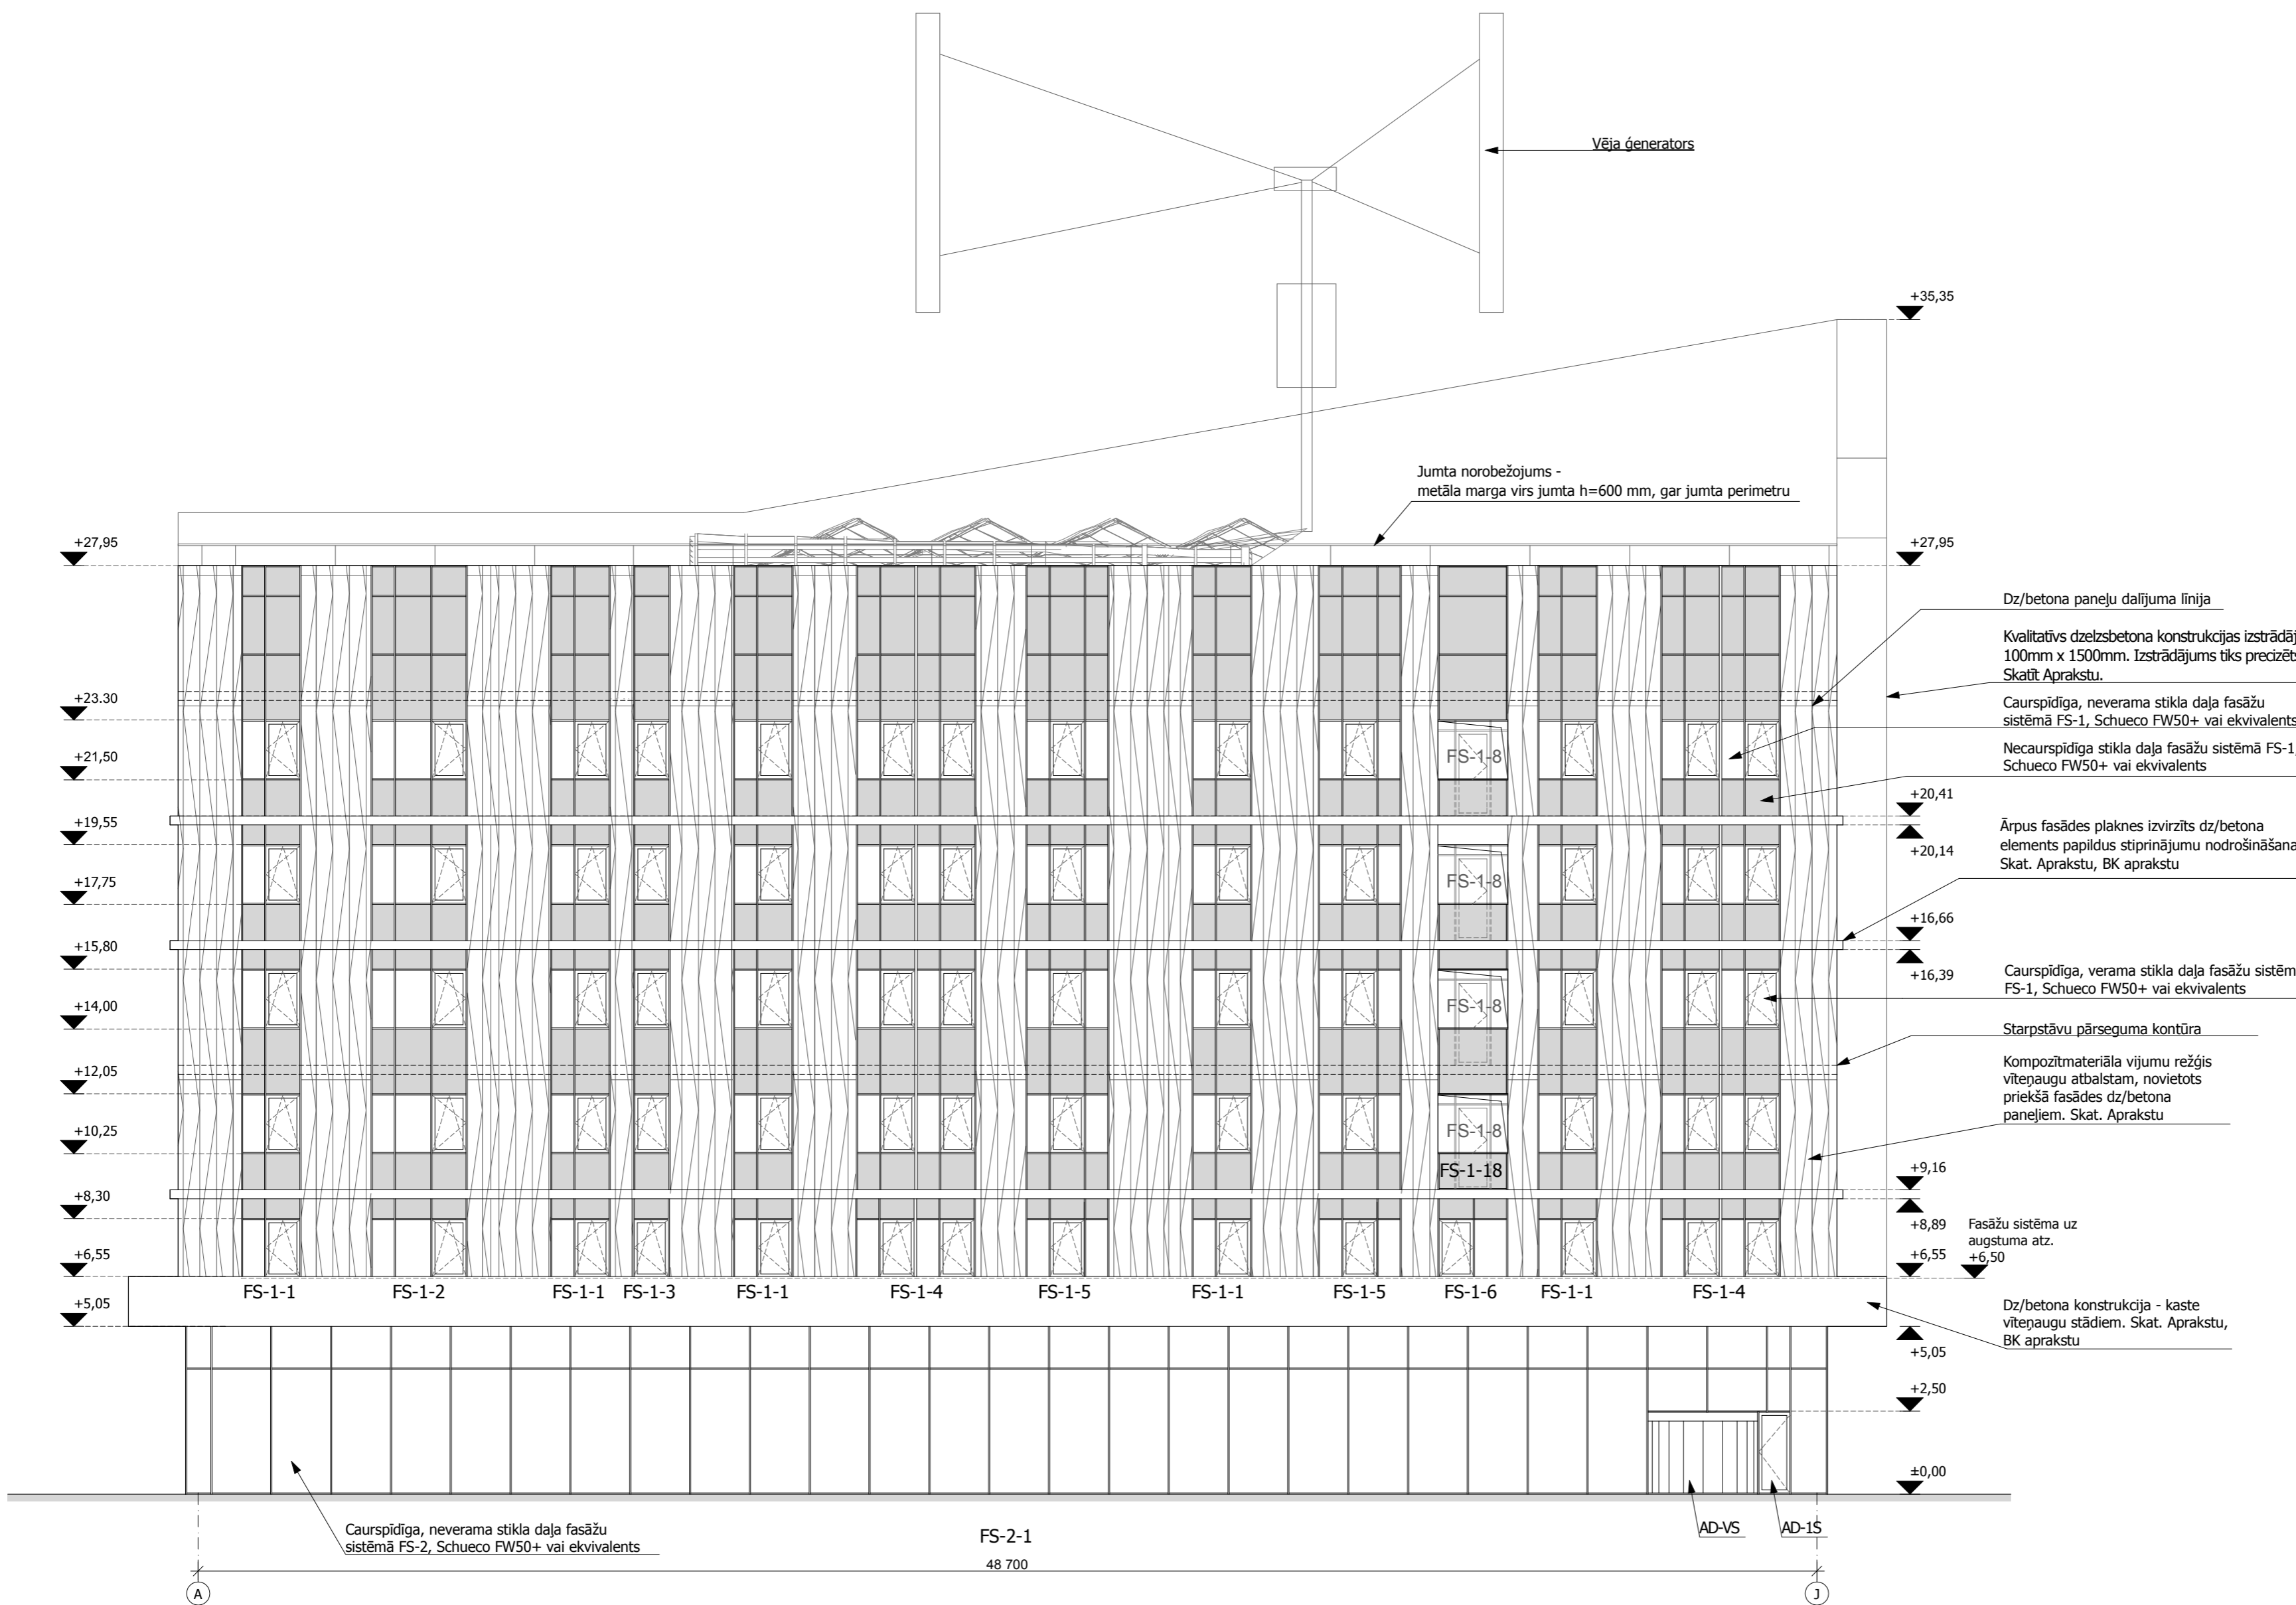 Vēja ģenerators
+35,35
Jumta norobežojums -
metāla marga virs jumta h=600 mm, gar jumta perimetru
+27,95
+27,95
Dz/betona paneļu dalījuma līnija
Kvalitatīvs dzelzsbetona konstrukcijas izstrādāj
100mm x 1500mm. Izstrādājums tiks precizēts
Skatīt Aprakstu.
+23.30
Caurspīdīga, neverama stikla daļa fasāžu
sistēmā FS-1, Schueco FW50+ vai ekvivalents
+21,50
FS-1-8
Necaurspīdīga stikla daļa fasāžu sistēmā FS-1
Schueco FW50+ vai ekvivalents
+20,41
+19,55
+20,14
Ārpus fasādes plaknes izvirzīts dz/betona
elements papildus stiprinājumu nodrošināšana
Skat. Aprakstu, BK aprakstu
+17,75
FS-1-8
+16,66
+15,80
+16,39
Caurspīdīga, verama stikla daļa fasāžu sistēm
FS-1, Schueco FW50+ vai ekvivalents
+14,00
FS-1-8
Starpstāvu pārseguma kontūra
+12,05
Kompozītmateriāla vijumu režģis
vīteņaugu atbalstam, novietots
priekšā fasādes dz/betona
paneļiem. Skat. Aprakstu
+10,25
FS-1-8
FS-1-18
+9,16
+8,30
+8,89
Fasāžu sistēma uz
augstuma atz.
+6,50
+6,55
+6,55
FS-1-1 FS-1-2 FS-1-1 FS-1-3 FS-1-1 FS-1-4 FS-1-5 FS-1-1 FS-1-5 FS-1-6 FS-1-1 FS-1-4
+5,05
Dz/betona konstrukcija - kaste
vīteņaugu stādiem. Skat. Aprakstu,
BK aprakstu
+5,05
+2,50
±0,00
Caurspīdīga, neverama stikla daļa fasāžu
sistēmā FS-2, Schueco FW50+ vai ekvivalents
FS-2-1
AD-VS
AD-1S
48 700
A
J